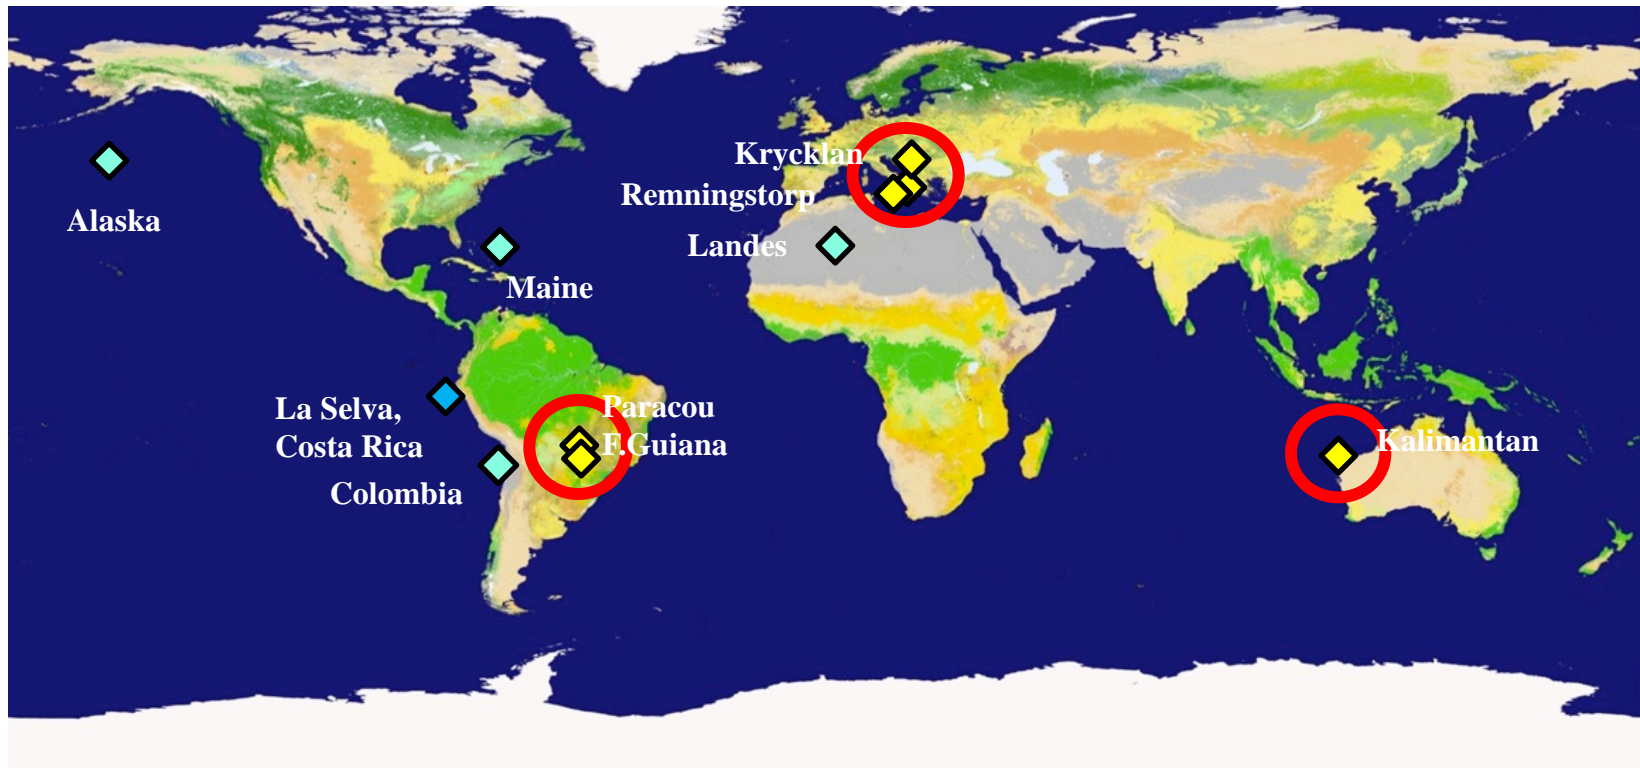 Krycklan
Remningstorp
Alaska
Landes
Maine
La Selva,
Costa Rica
Paracou
F.Guiana
Kalimantan
Colombia